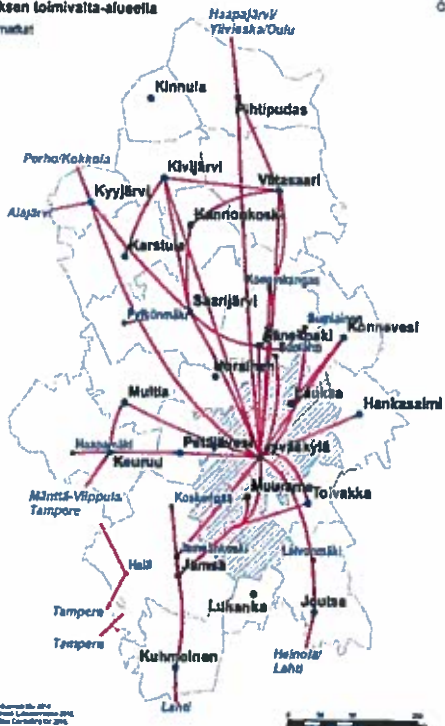 ksen toimivalta-alueella
Haapajärvi/
Ylivieska/Oulu
Kinnula
Pihtipudas
Perho/Kokkola
Kivijärvi
Viitasaari
Kyyjärvi
Alajärvi
Kannonkoski
Karstula
Konginkangas
Saarijärvi
Pylkönmäki
Sumiainen
Konnevesi
Äänekoski
Uurainen
Laukaa
Multia
Hankasalmi
Haapamäki
Petäjävesi
Jyväskylä
Keuruu
Muurame
Mänttä-Vilppula/
Tampere
Koskenpää
Toivakka
Jämsänkoski
Leivonmäki
Halli
Jämsä
Luhanka
Joutsa
Tampere
Tampere
Kuhmoinen
Heinola/
Lahti
Lahti